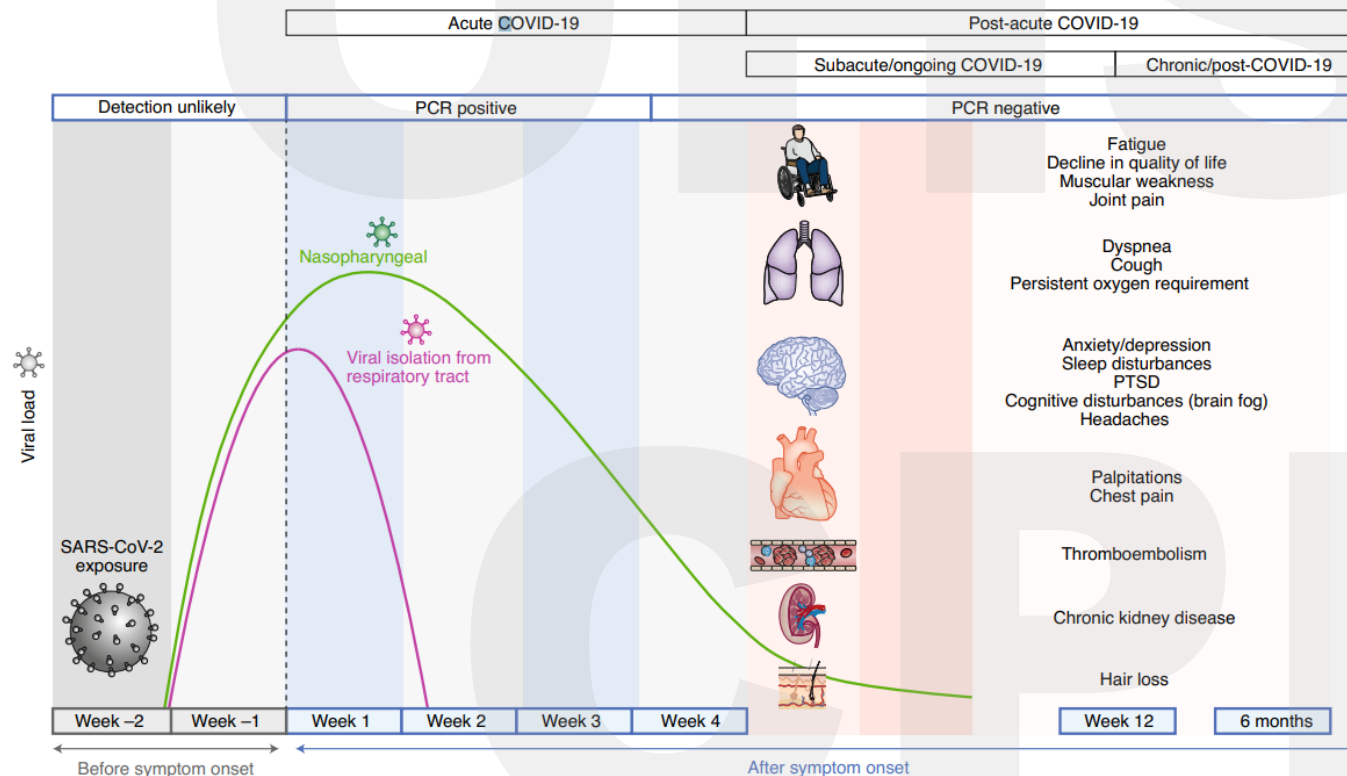 Acute COVID-19
Post-acute COVID-19
Subacute/ongoing COVID-19
Chronic/post-COVID-19
Detection unlikely
PCR positive
PCR negative
Fatigue
Decline in quality of life
Muscular weakness
Joint pain
Nasopharyngeal
Dyspnea
Cough
Persistent oxygen requirement
Viral isolation from
respiratory tract
Anxiety/depression
Sleep disturbances
PTSD
Cognitive disturbances (brain fog)
Headaches
Viral load
Palpitations
Chest pain
SARS-CoV-2
exposure
Thromboembolism
Chronic kidney disease
Hair loss
Week –2
Week –1
Week 1
Week 2
Week 3
Week 4
Week 12
6 months
Before symptom onset
After symptom onset